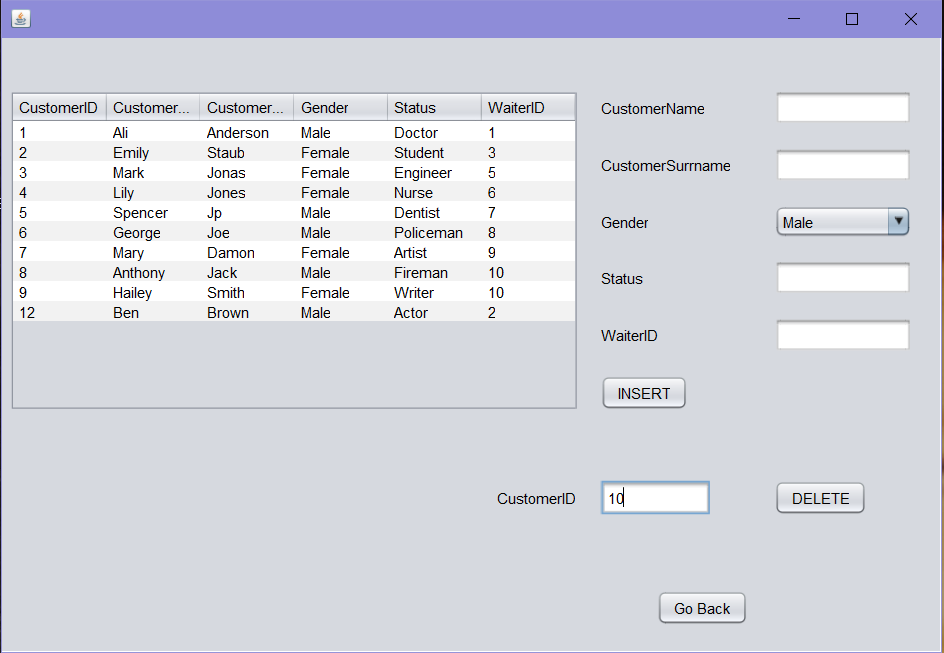 CustomerID Customer... Customer... Gender Status WaiterID
1 Ali Anderson Male Doctor 1
2 Emily Staub Female Student 3
3 Mark Jonas Female Engineer 5
4 Lily Jones Female Nurse 6
5 Spencer Jp Male Dentist 7
6 George Joe Male Policeman 8
7 Mary Damon Female Artist 9
8 Anthony Jack Male Fireman 10
9 Hailey Smith Female Writer 10
12 Ben Brown Male Actor 2
CustomerName
CustomerSurrname
Gender Male
Status
WaiterID
INSERT
CustomerID 10 DELETE
Go Back